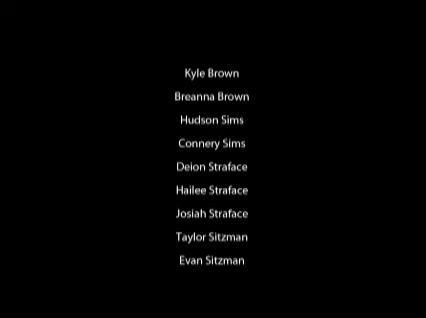 Kyle Brown
Breanna Brown
Hudson Sims
Connery Sims
Deion Straface
Hailee Straface
Josiah Straface
Taylor Sitzman
Evan Sitzman